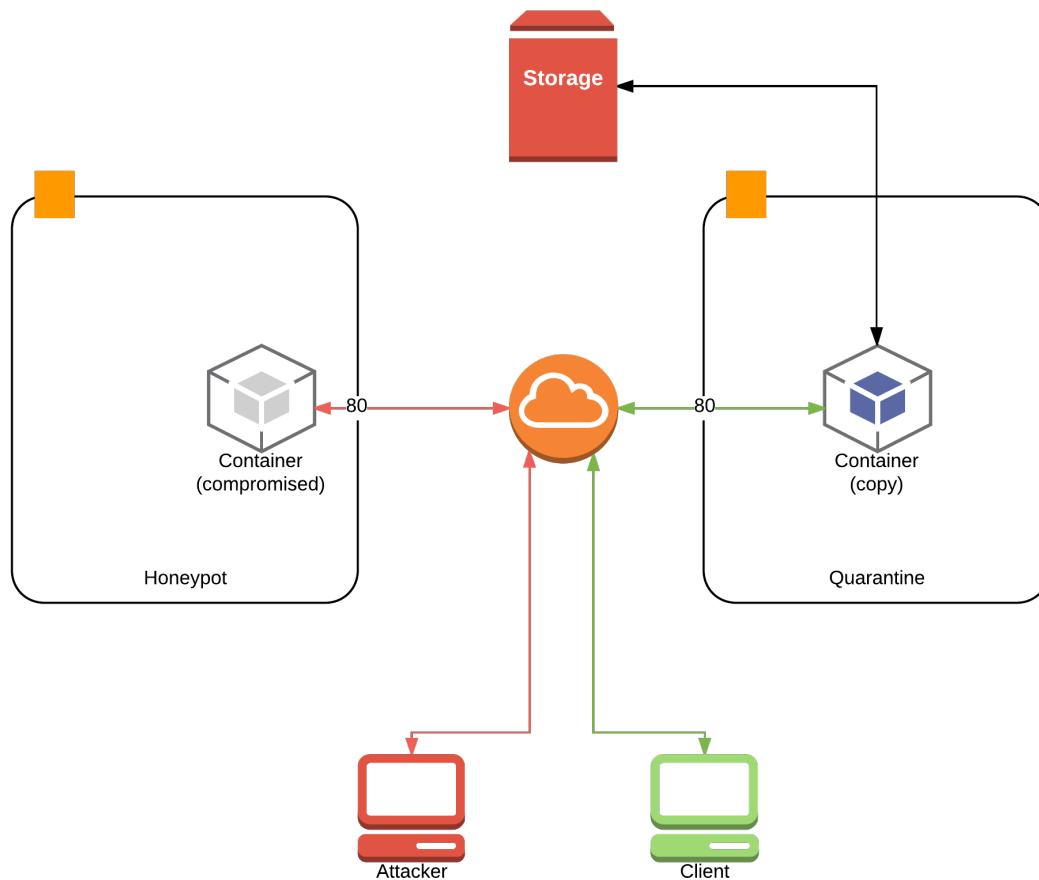 Storage
80
80
Container
(compromised)
Container
(copy)
Honeypot
Quarantine
Attacker
Client